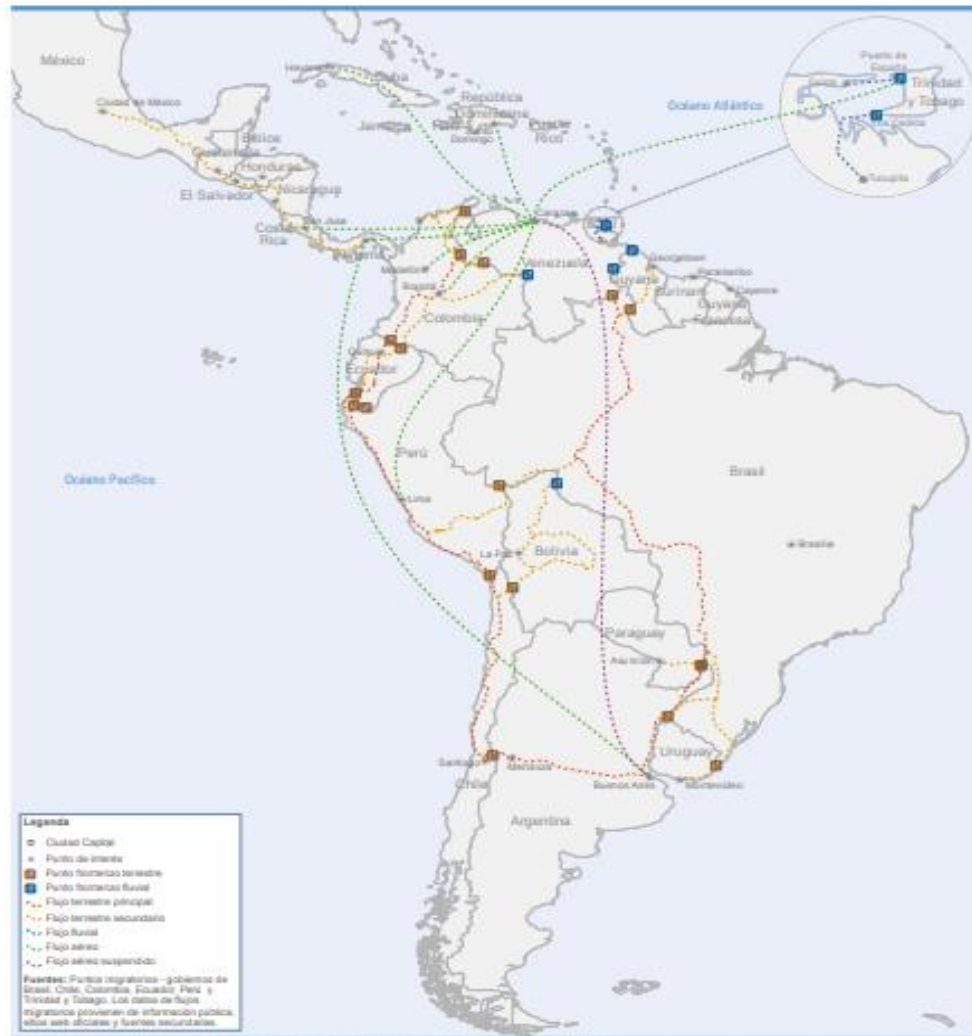 México
Cuba
Ciudad de México
Belice
Guatemala
Honduras
El Salvador
Nicaragua
Costa
Rica
San José
Panamá
Jamaica
República
Dominicana
Domingo
Puerto
Rico
Océano Atlántico
Puerto de
España
Trinidad
y Tobago
Tucupita
Caracas
Venezuela
Medellín
Bogotá
Colombia
Georgetown
Guyana
Paramaribo
Surinam
Cayenne
Guyana
Francesa
Ecuador
Perú
Lima
Océano Pacífico
Brasil
Brasilia
La Paz
Bolivia
Paraguay
Asunción
Uruguay
Santiago
Mendoza
Chile
Buenos Aires
Montevideo
Argentina
Legenda
Ciudad Capital
Punto de interés
Punto fronterizo terrestre
Punto fronterizo fluvial
Flujo terrestre principal
Flujo terrestre secundario
Flujo fluvial
Flujo aéreo
Flujo aéreo suspendido
Fuentes: Puntos migratorios - gobiernos de
Brasil, Chile, Colombia, Ecuador, Perú y
Trinidad y Tobago. Los datos de flujos
migratorios provienen de información pública,
sitios web oficiales y fuentes secundarias.